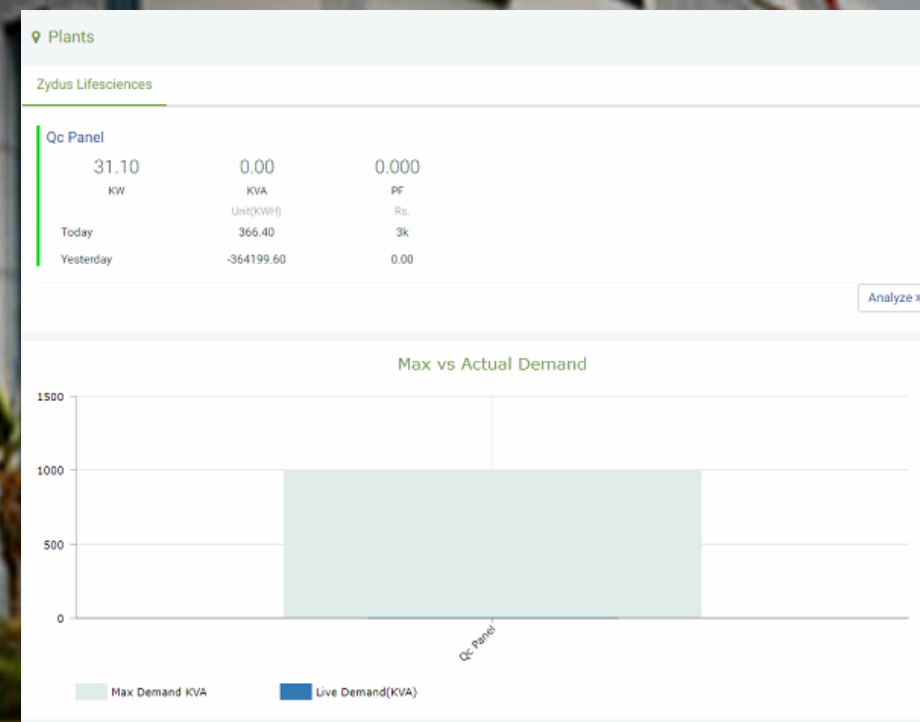 Plants
Zydus Lifesciences
Qc Panel
31.10 0.00 0.000
KW KVA PF
Unit(KWH) Rs.
Today 366.40 3k
Yesterday -364199.60 0.00
Analyze »
Max vs Actual Demand
1500
1000
500
0
Qc Panel
Max Demand KVA Live Demand(KVA)